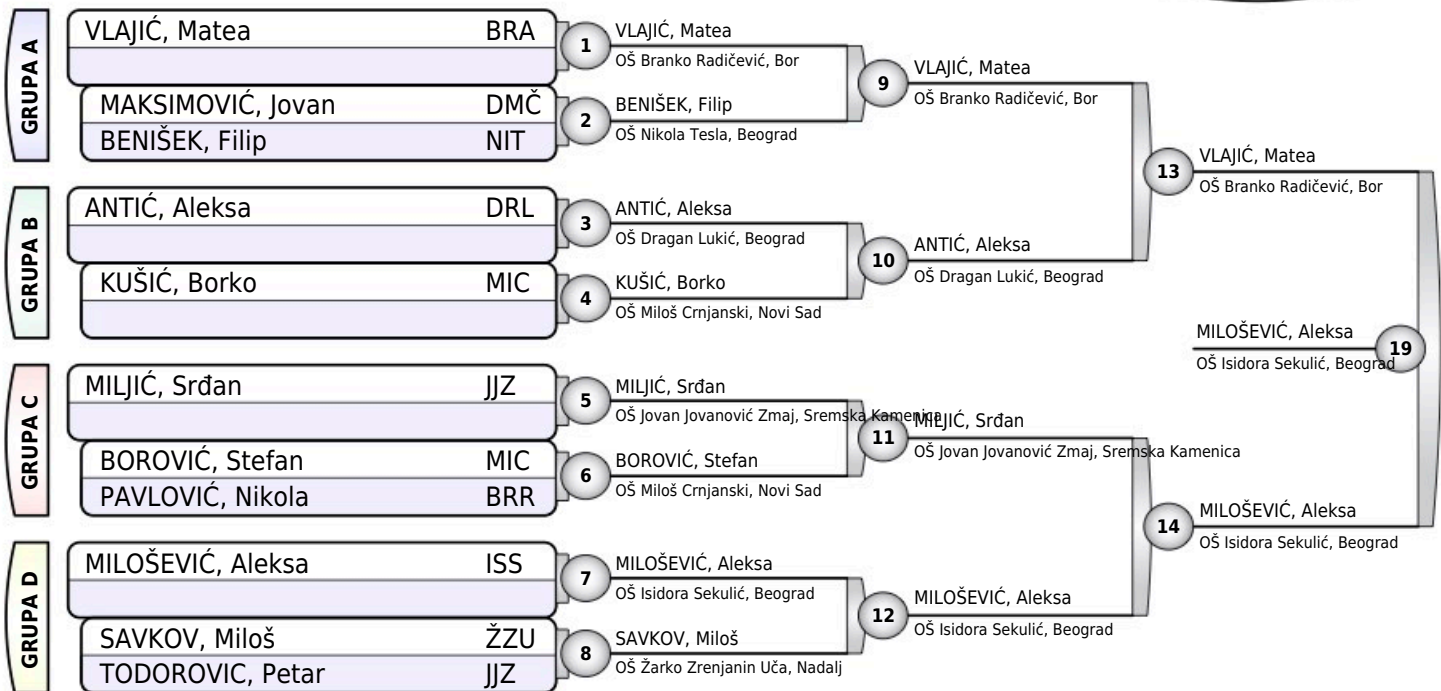 GRUPA A
VLAJIĆ, Matea BRA
MAKSIMOVIĆ, Jovan DMČ
BENIŠEK, Filip NIT
GRUPA B
ANTIĆ, Aleksa DRL
KUŠIĆ, Borko MIC
GRUPA C
MILJIĆ, Srđan JJZ
BOROVIĆ, Stefan MIC
PAVLOVIĆ, Nikola BRR
GRUPA D
MILOŠEVIĆ, Aleksa ISS
SAVKOV, Miloš ŽZU
TODOROVIC, Petar JJZ
1
VLAJIĆ, Matea
OŠ Branko Radičević, Bor
2
BENIŠEK, Filip
OŠ Nikola Tesla, Beograd
3
ANTIĆ, Aleksa
OŠ Dragan Lukić, Beograd
4
KUŠIĆ, Borko
OŠ Miloš Crnjanski, Novi Sad
5
MILJIĆ, Srđan
OŠ Jovan Jovanović Zmaj, Sremska Kamenica
6
BOROVIĆ, Stefan
OŠ Miloš Crnjanski, Novi Sad
7
MILOŠEVIĆ, Aleksa
OŠ Isidora Sekulić, Beograd
8
SAVKOV, Miloš
OŠ Žarko Zrenjanin Uča, Nadalj
9
VLAJIĆ, Matea
OŠ Branko Radičević, Bor
10
ANTIĆ, Aleksa
OŠ Dragan Lukić, Beograd
11
MILJIĆ, Srđan
OŠ Jovan Jovanović Zmaj, Sremska Kamenica
12
MILOŠEVIĆ, Aleksa
OŠ Isidora Sekulić, Beograd
13
VLAJIĆ, Matea
OŠ Branko Radičević, Bor
14
MILOŠEVIĆ, Aleksa
OŠ Isidora Sekulić, Beograd
MILOŠEVIĆ, Aleksa
OŠ Isidora Sekulić, Beograd
19